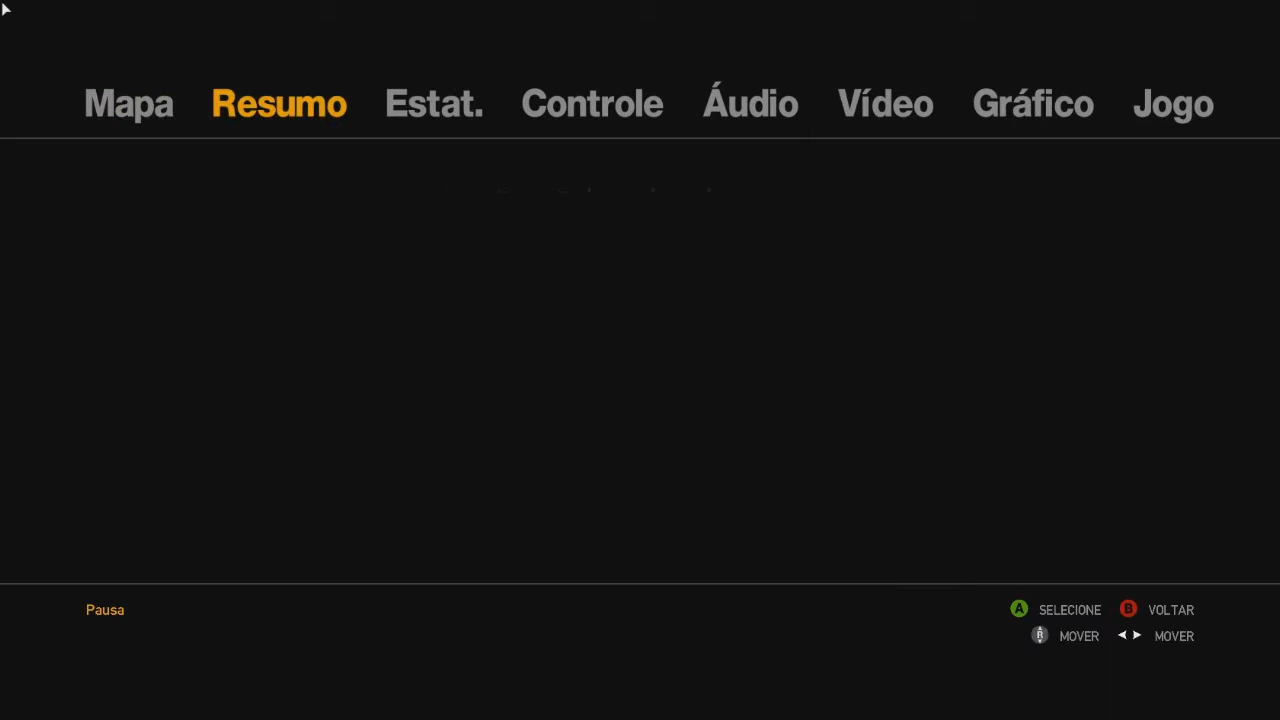 Mapa Resumo Estat. Controle Áudio Vídeo Gráfico Jogo
Pausa
A SELECIONE B VOLTAR
R MOVER MOVER